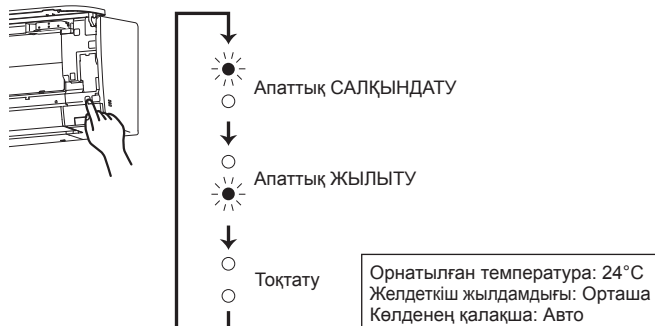 Апаттық САЛҚЫНДАТУ
Апаттық ЖЫЛЫТУ
Тоқтату
Орнатылған температура: 24°C
Желдеткіш жылдамдығы: Орташа
Көлденең қалақша: Авто